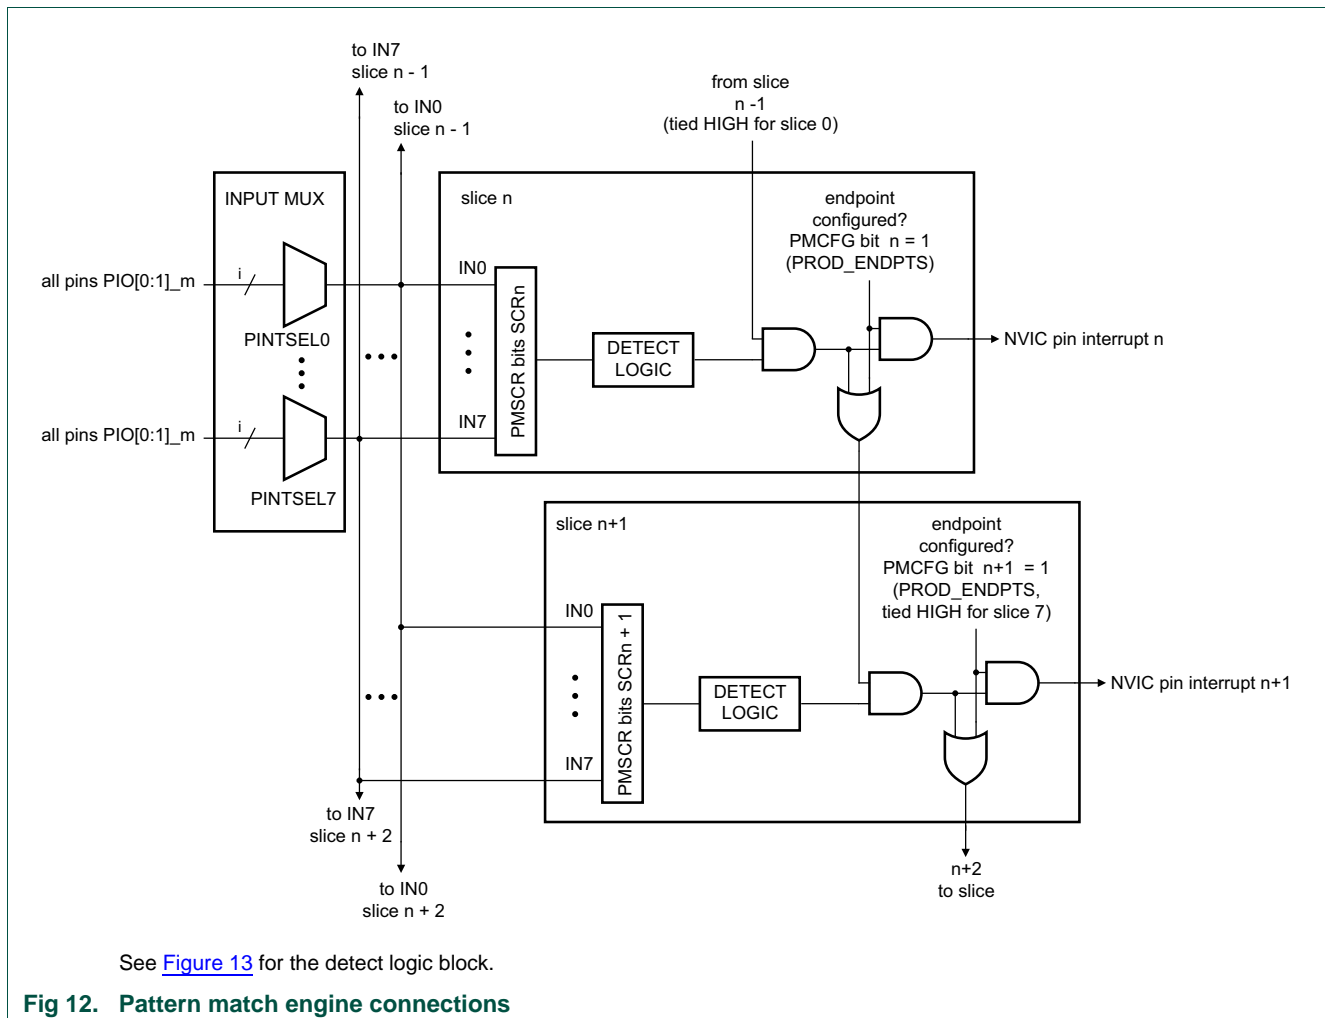 to IN7
slice n - 1
to IN0
slice n - 1
from slice
n -1
(tied HIGH for slice 0)
INPUT MUX
all pins PIO[0:1]_m
i
PINTSEL0
all pins PIO[0:1]_m
i
PINTSEL7
slice n
IN0
IN7
PMSCR bits SCRn
DETECT
LOGIC
endpoint
configured?
PMCFG bit n = 1
(PROD_ENDPTS)
NVIC pin interrupt n
slice n+1
IN0
IN7
PMSCR bits SCRn + 1
DETECT
LOGIC
endpoint
configured?
PMCFG bit n+1 = 1
(PROD_ENDPTS,
tied HIGH for slice 7)
NVIC pin interrupt n+1
to IN7
slice n + 2
to IN0
slice n + 2
n+2
to slice
See Figure 13 for the detect logic block.
Fig 12. Pattern match engine connections